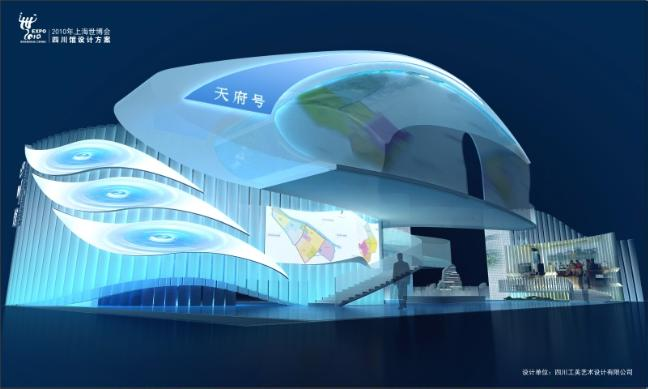 EXPO
2010
SHANGHAI CHINA
2010年上海世博会
四川馆设计方案
天府号
设计单位：四川工美艺术设计有限公司